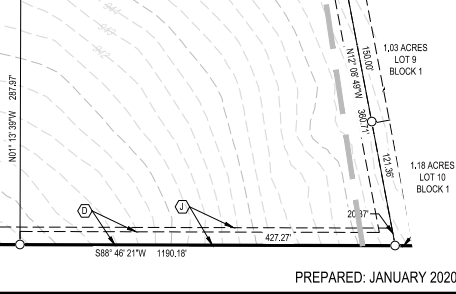 1.03 ACRES
LOT 9
BLOCK 1
150.00'
N12° 08' 49"W 360.71'
N01° 13' 39"W 287.97'
121.36'
1.18 ACRES
LOT 10
BLOCK 1
D
J
20.87'
427.27'
S88° 46' 21"W 1190.18'
PREPARED: JANUARY 2020